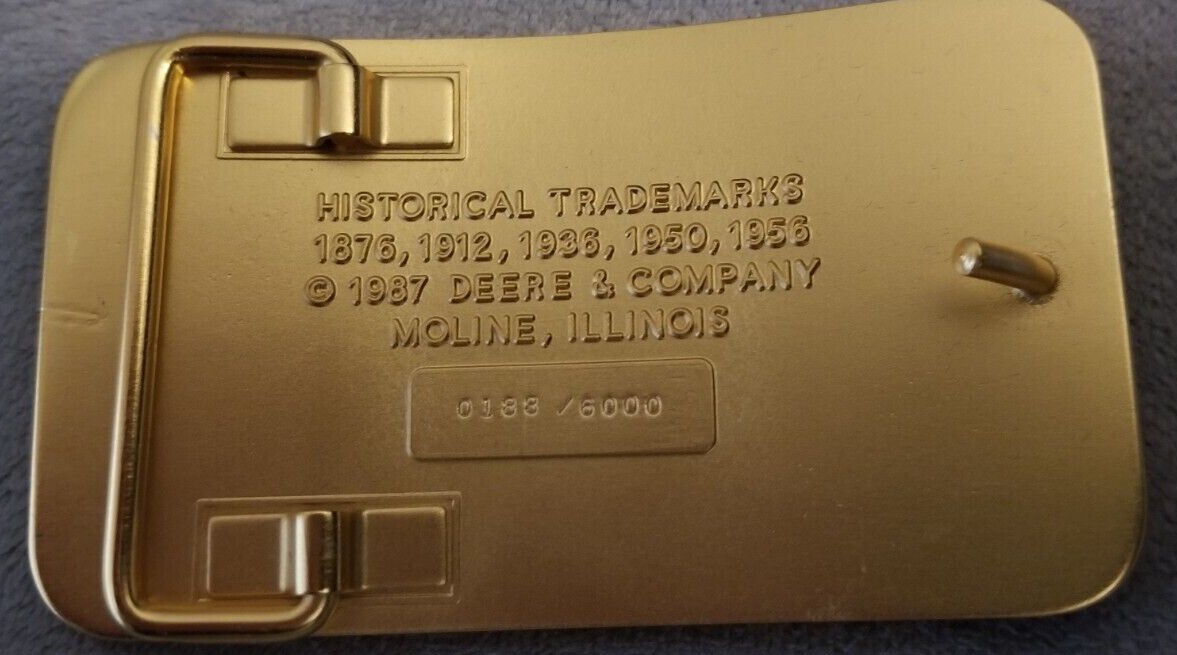 HISTORICAL TRADEMARKS
1876, 1912, 1936, 1950, 1956
© 1987 DEERE & COMPANY
MOLINE, ILLINOIS
0188 /6000